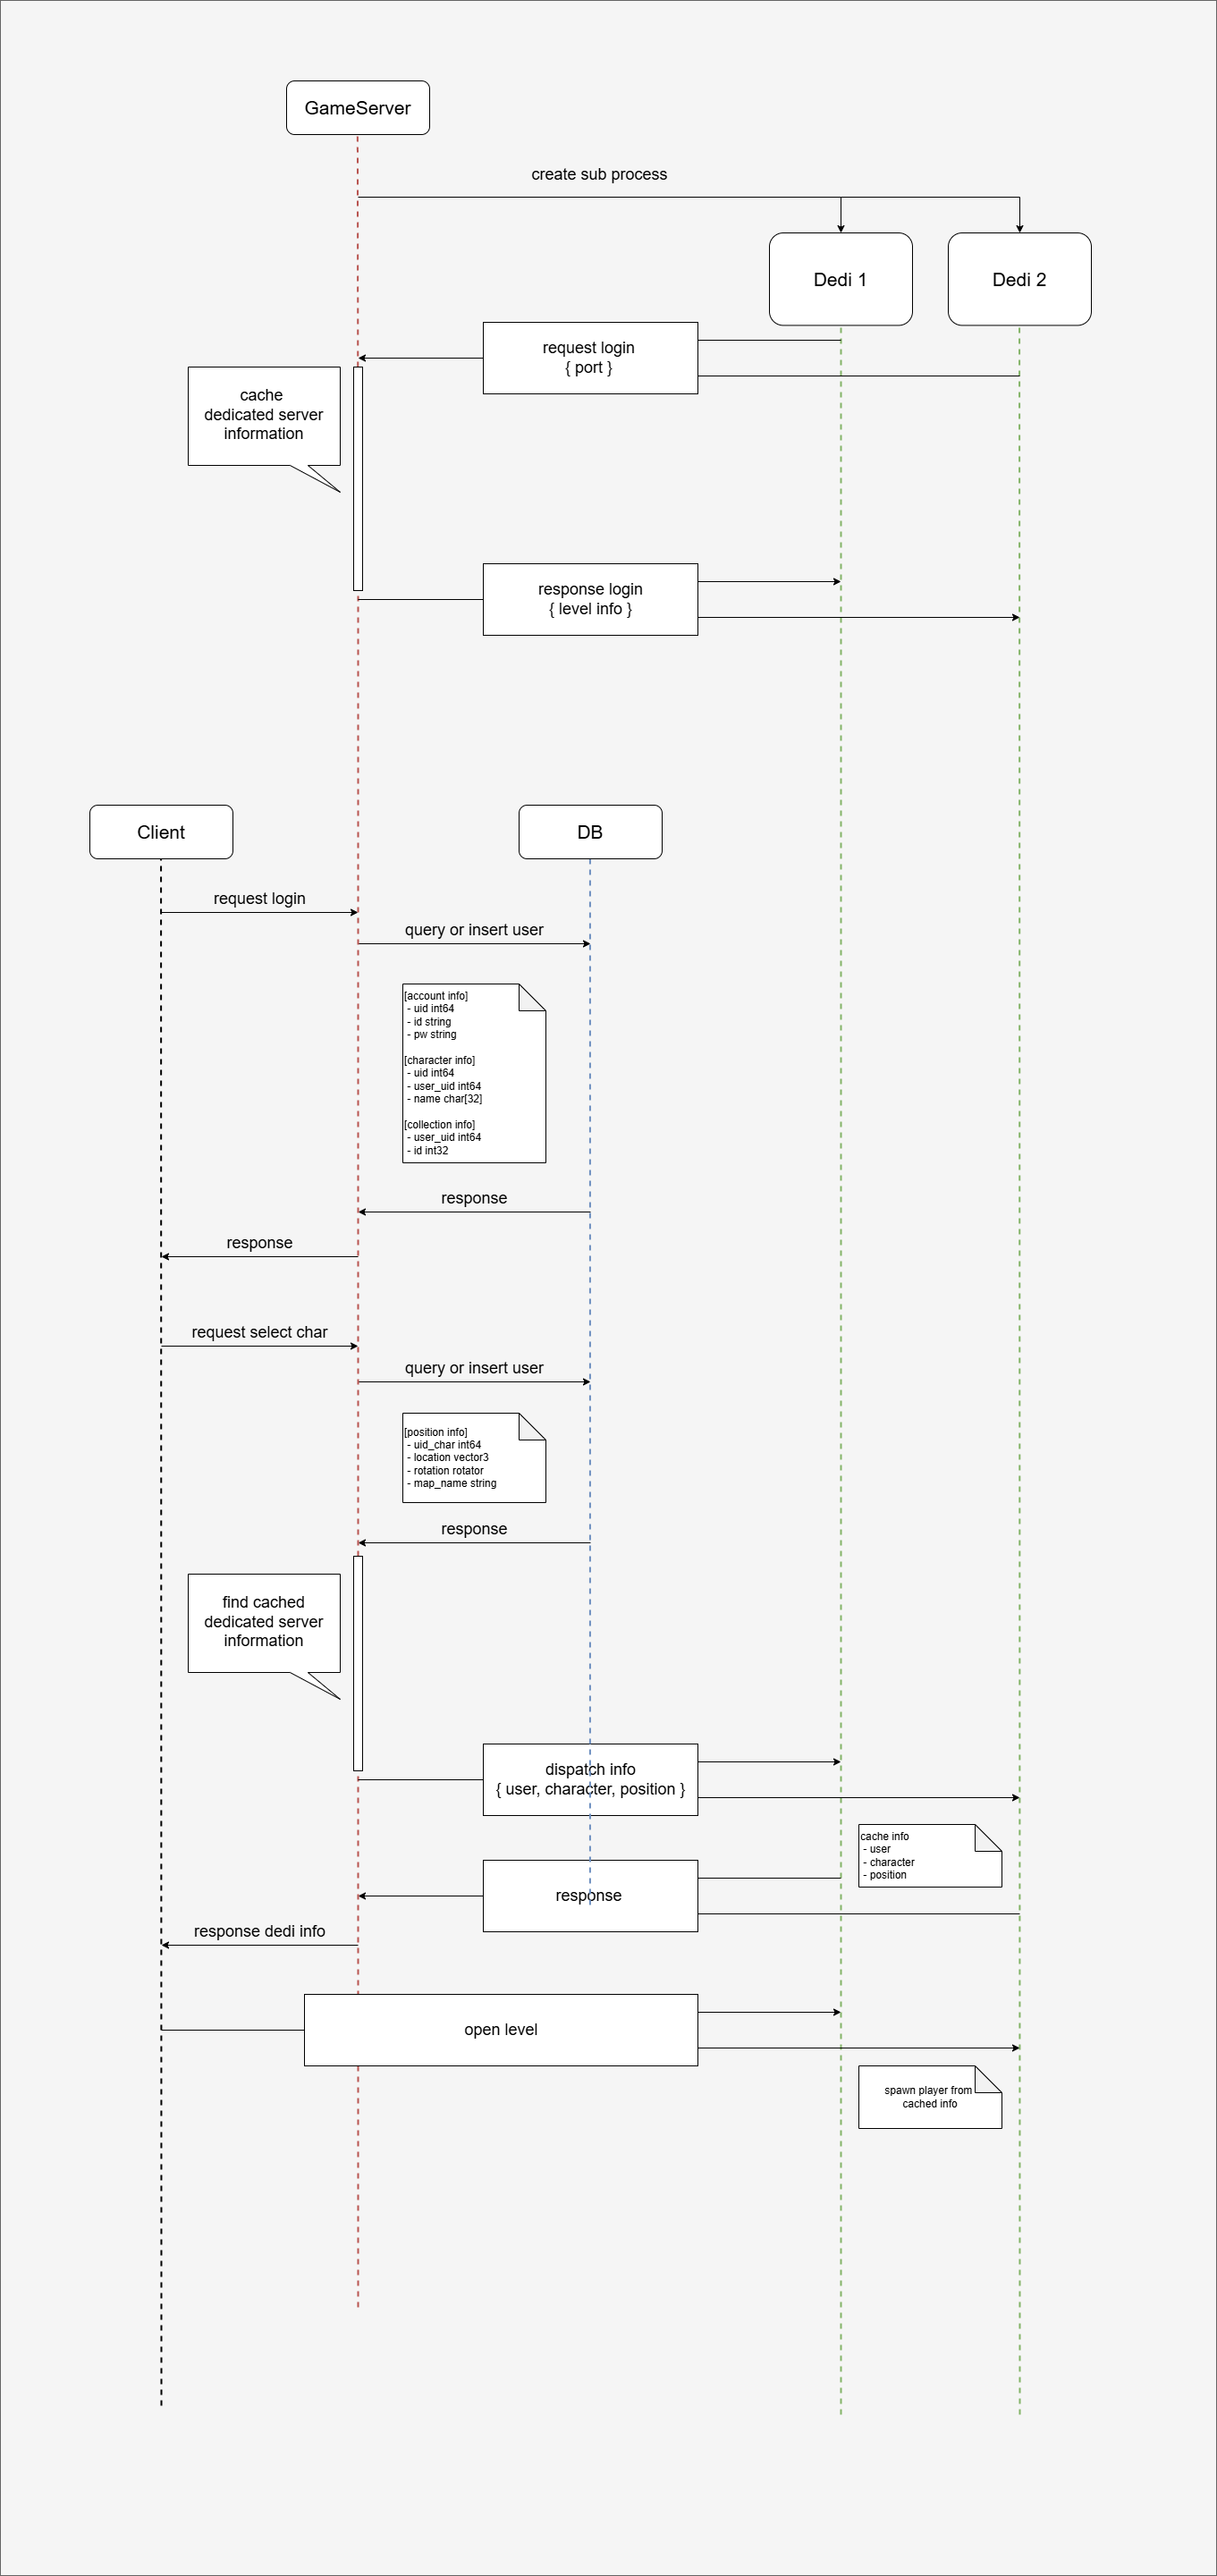 GameServer
create sub process
Dedi 1
Dedi 2
request login
{ port }
cache
dedicated server
information
response login
{ level info }
Client
DB
request login
query or insert user
[account info]
- uid int64
- id string
- pw string
[character info]
- uid int64
- user_uid int64
- name char[32]
[collection info]
- user_uid int64
- id int32
response
response
request select char
query or insert user
[position info]
- uid_char int64
- location vector3
- rotation rotator
- map_name string
response
find cached
dedicated server
information
dispatch info
{ user, character, position }
cache info
- user
- character
- position
response
response dedi info
open level
spawn player from
cached info